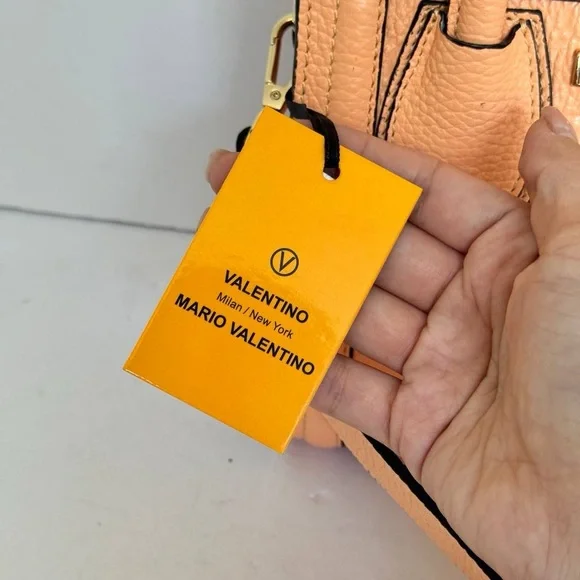 V
VALENTINO
Milan / New York
MARIO VALENTINO